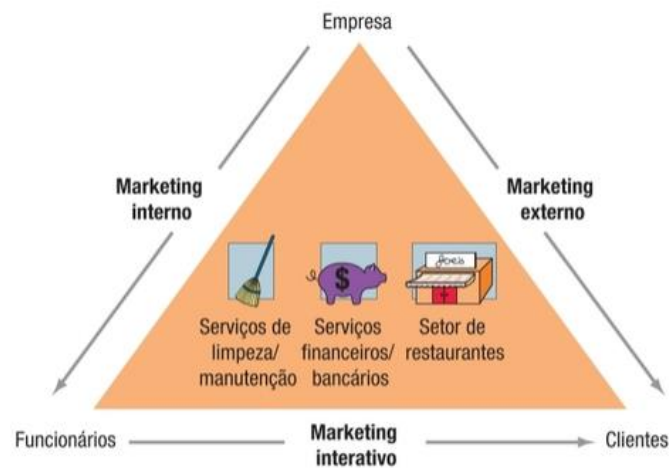 Empresa
Marketing
interno
Marketing
externo
Joe's
$
Serviços de
limpeza/
manutenção
Serviços
financeiros/
bancários
Setor de
restaurantes
Funcionários
Marketing
interativo
Clientes